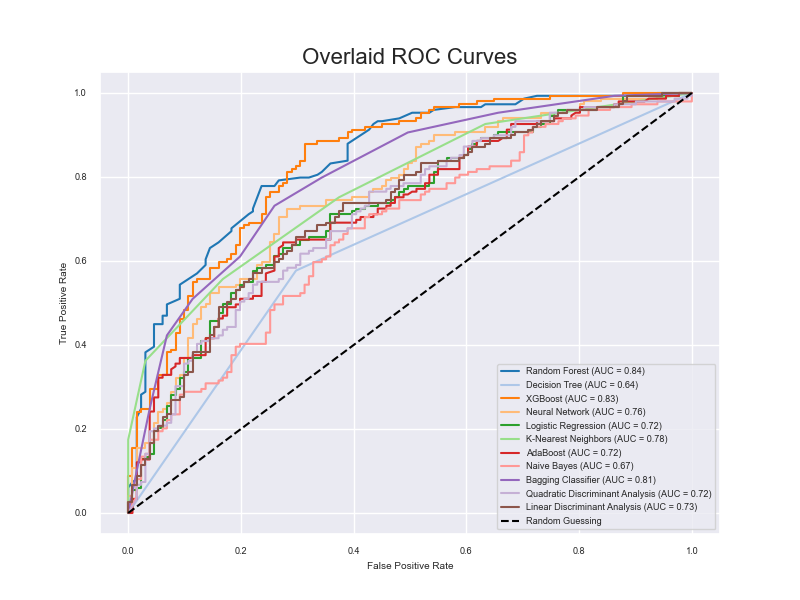 Overlaid ROC Curves
1.0
0.8
0.6
0.4
0.2
0.0
True Positive Rate
0.0 0.2 0.4 0.6 0.8 1.0
False Positive Rate
Random Forest (AUC = 0.84)
Decision Tree (AUC = 0.64)
XGBoost (AUC = 0.83)
Neural Network (AUC = 0.76)
Logistic Regression (AUC = 0.72)
K-Nearest Neighbors (AUC = 0.78)
AdaBoost (AUC = 0.72)
Naive Bayes (AUC = 0.67)
Bagging Classifier (AUC = 0.81)
Quadratic Discriminant Analysis (AUC = 0.72)
Linear Discriminant Analysis (AUC = 0.73)
Random Guessing